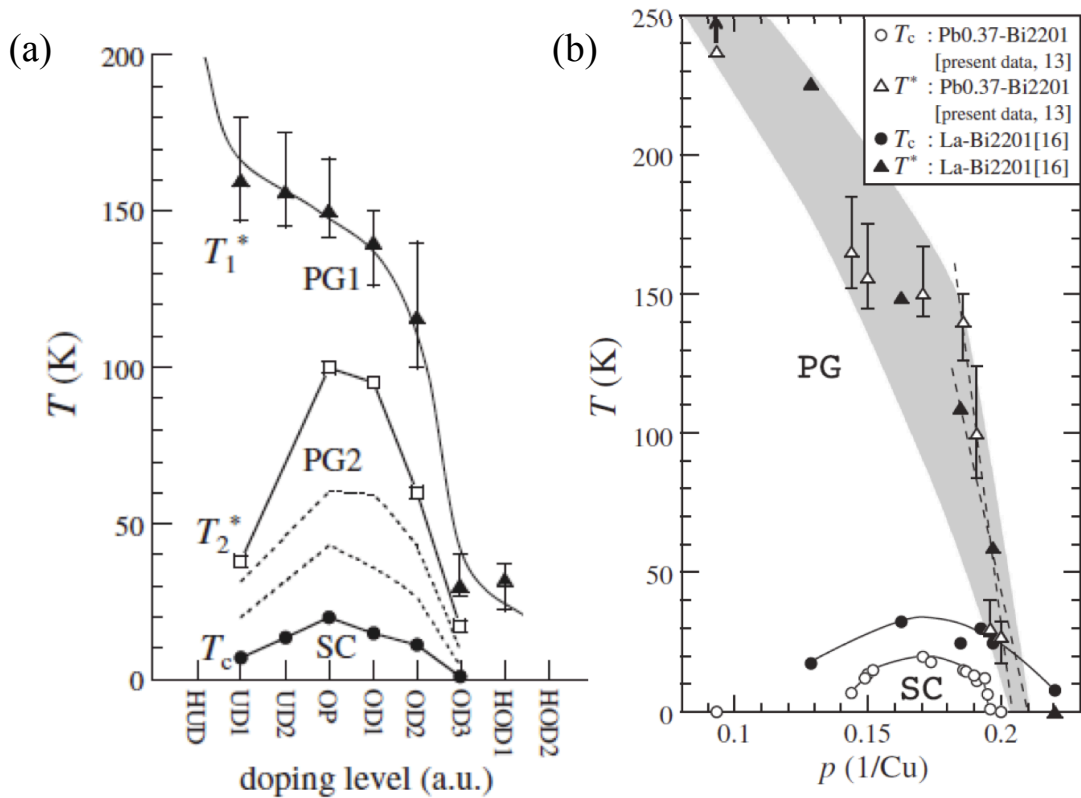 (a)
200
150
100
50
0
T (K)
T₁*
PG1
PG2
T₂*
Tc
SC
HUD
UD1
UD2
OP
OD1
OD2
OD3
HOD1
HOD2
doping level (a.u.)
(b)
250
200
150
100
50
0
T (K)
Tc : Pb0.37-Bi2201
[present data, 13]
T* : Pb0.37-Bi2201
[present data, 13]
Tc : La-Bi2201[16]
T* : La-Bi2201[16]
PG
SC
0.1
0.15
0.2
p (1/Cu)